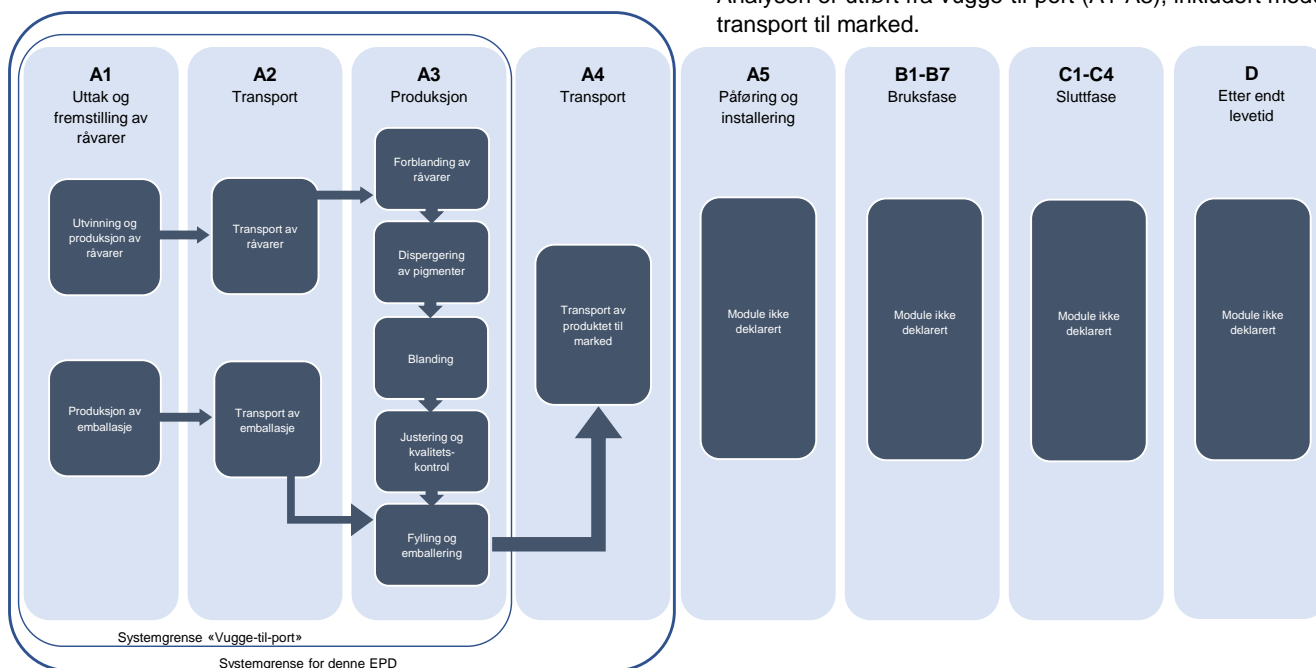 transport til marked.
A1
Uttak og
fremstilling av
råvarer
A2
Transport
A3
Produksjon
A4
Transport
A5
Påføring og
installering
B1-B7
Bruksfase
C1-C4
Sluttfase
D
Etter endt
levetid
Utvinning og
produksjon av
råvarer
Transport av
råvarer
Forblanding av
råvarer
Dispergering
av pigmenter
Blanding
Justering og
kvalitets-
kontrol
Fylling og
emballering
Produksjon av
emballasje
Transport av
emballasje
Transport av
produktet til
marked
Module ikke
deklarert
Module ikke
deklarert
Module ikke
deklarert
Module ikke
deklarert
Systemgrense «Vugge-til-port»
Systemgrense for denne EPD